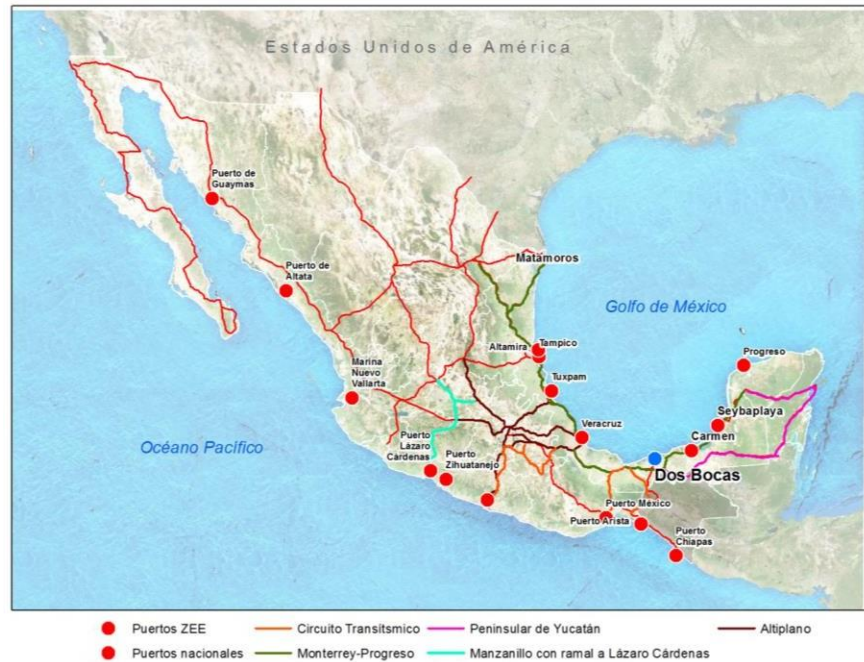 Estados Unidos de América
Puerto de
Guaymas
Matamoros
Puerto de
Altata
Golfo de México
Altamira
Tampico
Progreso
Marina
Nuevo
Vallarta
Tuxpam
Seybaplaya
Veracruz
Carmen
Océano Pacífico
Puerto
Lázaro
Cárdenas
Puerto
Zihuatanejo
Dos Bocas
Puerto México
Puerto Arista
Puerto
Chiapas
Puertos ZEE
Circuito Transítsmico
Peninsular de Yucatán
Altiplano
Puertos nacionales
Monterrey-Progreso
Manzanillo con ramal a Lázaro Cárdenas